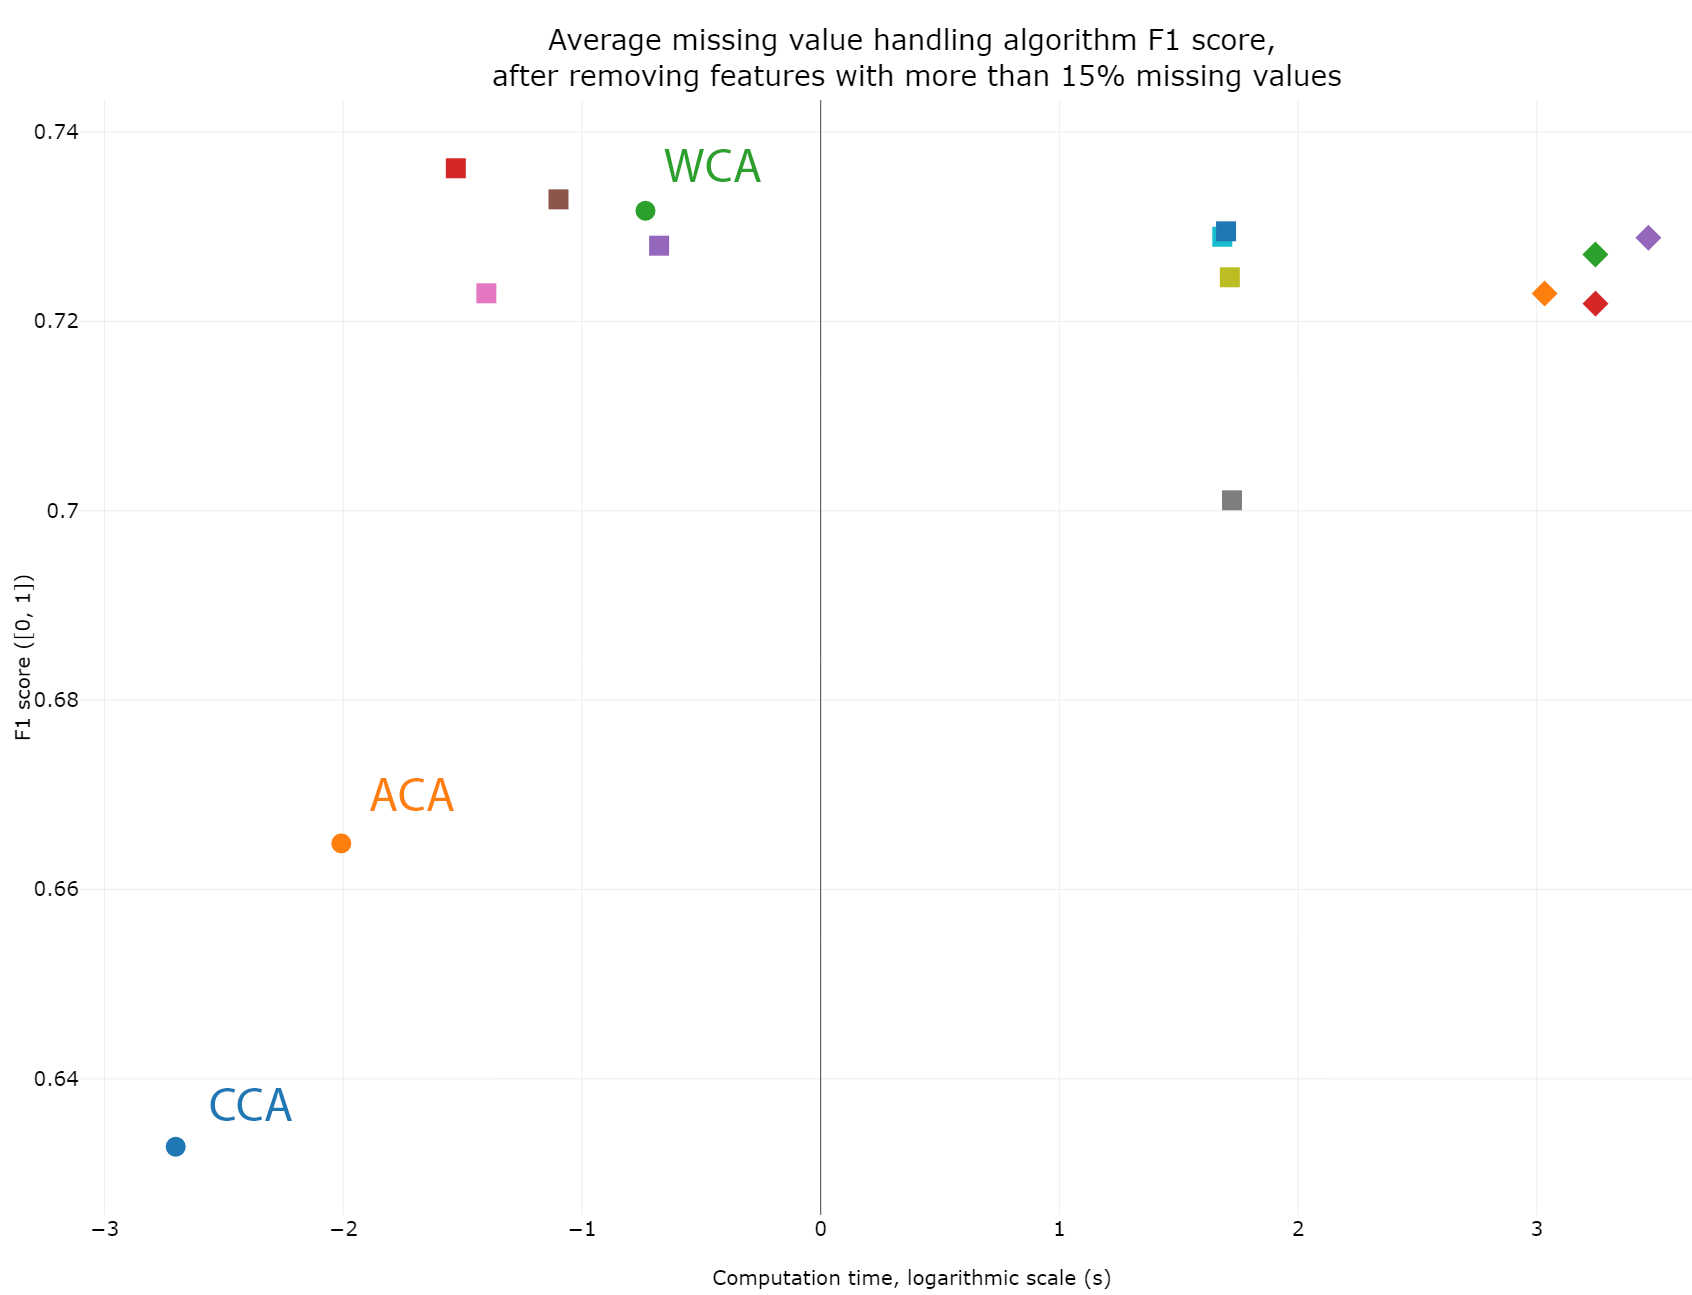 Average missing value handling algorithm F1 score,
after removing features with more than 15% missing values
0.74
WCA
0.72
0.7
F1 score ([0, 1])
0.68
ACA
0.66
0.64
CCA
−3 −2 −1 0 1 2 3
Computation time, logarithmic scale (s)